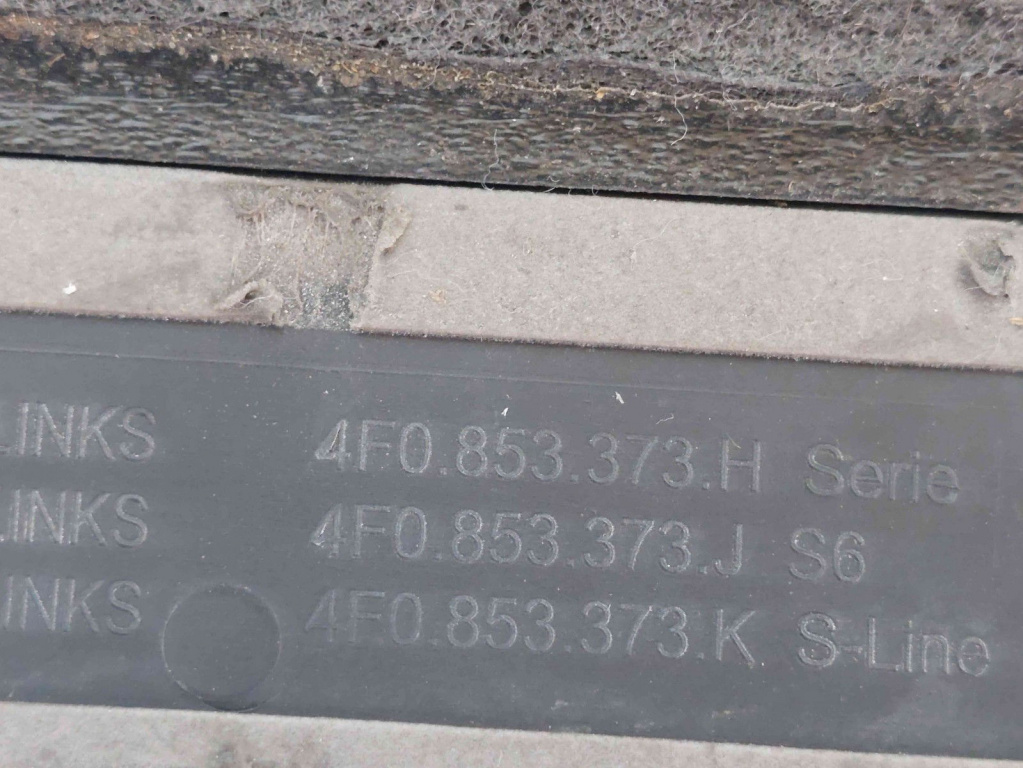 LINKS 4F0.853.373.H Serie
LINKS 4F0.853.373.J S6
LINKS 4F0.853.373.K S-Line